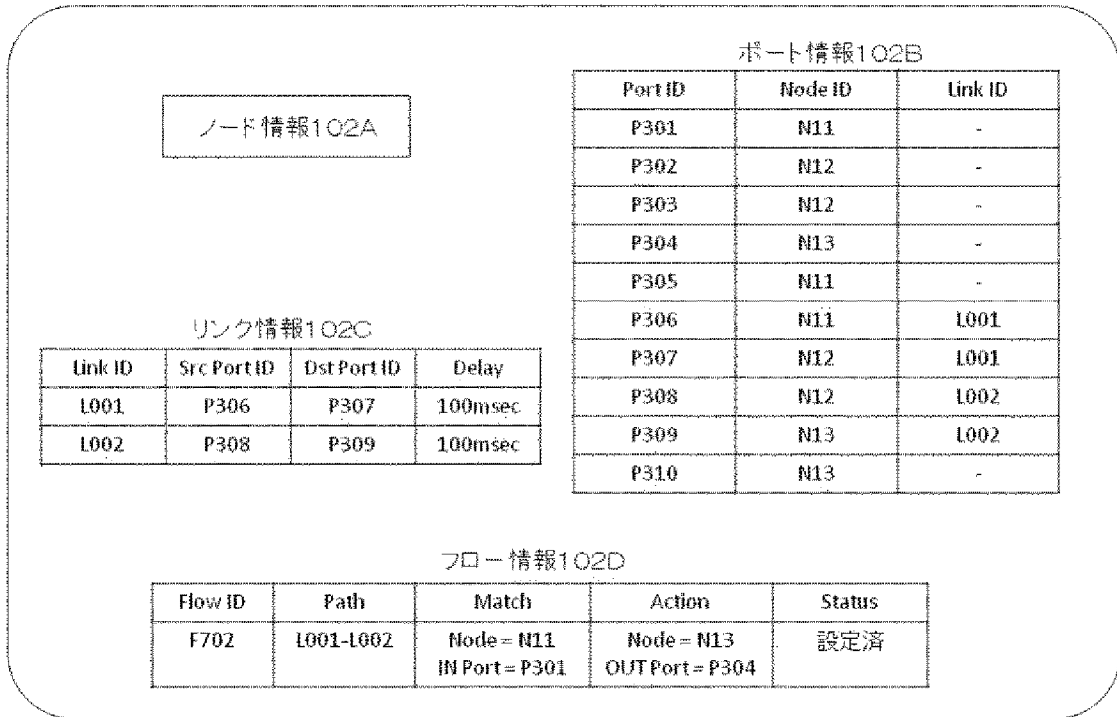 ノード情報102A
ポート情報102B
Port ID Node ID Link ID
P301 N11 -
P302 N12 -
P303 N12 -
P304 N13 -
P305 N11 -
P306 N11 L001
P307 N12 L001
P308 N12 L002
P309 N13 L002
P310 N13 -
リンク情報102C
Link ID Src Port ID Dst Port ID Delay
L001 P306 P307 100msec
L002 P308 P309 100msec
フロー情報102D
Flow ID Path Match Action Status
F702 L001-L002 Node = N11 Node = N13 設定済
IN Port = P301 OUT Port = P304